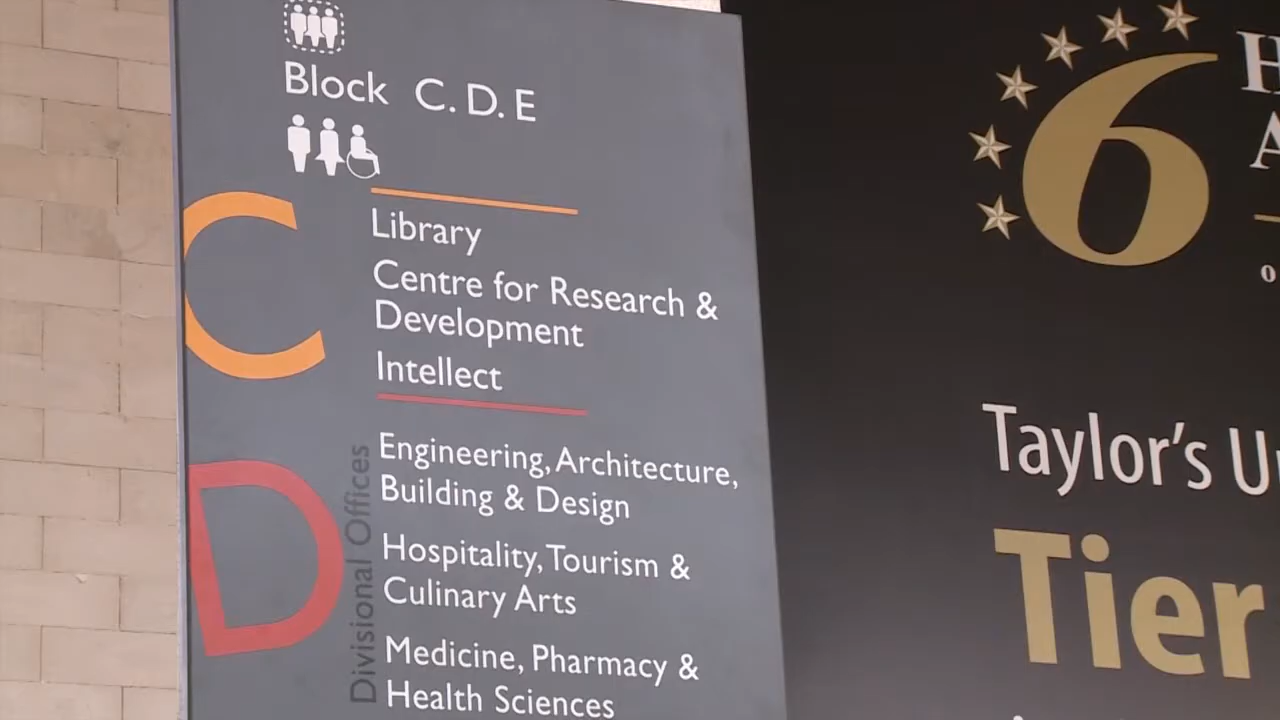 Block C. D. E
C
Library
Centre for Research &
Development
Intellect
D
Divisional Offices
Engineering, Architecture,
Building & Design
Hospitality, Tourism &
Culinary Arts
Medicine, Pharmacy &
Health Sciences
6
Taylor's
Tier